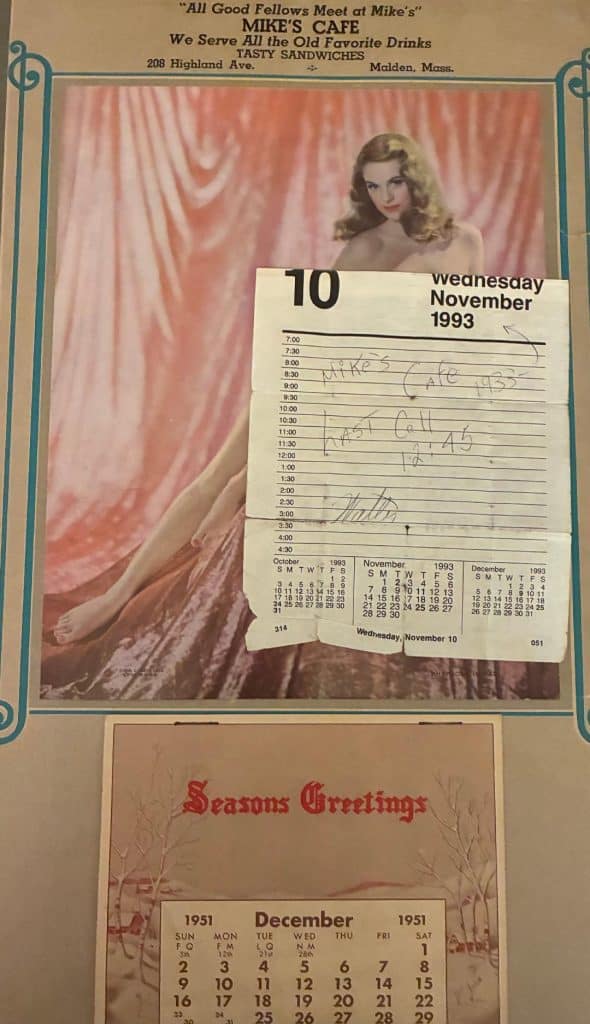 "All Good Fellows Meet at Mike's"
MIKE'S CAFE
We Serve All the Old Favorite Drinks
TASTY SANDWICHES
208 Highland Ave. Malden, Mass.
10
Wednesday
November
1993
7:00
7:30
8:00
8:30
9:00
9:30
10:00
10:30
11:00
11:30
12:00
1:00
1:30
2:00
2:30
3:00
3:30
4:00
4:30
Mike's Cafe 1933-
LAST Call
12:45
Walter
October 1993
S M T W T F S
1 2
3 4 5 6 7 8 9
10 11 12 13 14 15 16
17 18 19 20 21 22 23
24 25 26 27 28 29 30
31
November 1993
S M T W T F S
1 2 3 4 5 6
7 8 9 10 11 12 13
14 15 16 17 18 19 20
21 22 23 24 25 26 27
28 29 30
December 1993
S M T W T F S
1 2 3 4
5 6 7 8 9 10 11
12 13 14 15 16 17 18
19 20 21 22 23 24 25
26 27 28 29 30 31
314
Wednesday, November 10
051
Seasons Greetings
1951 December 1951
SUN MON TUE WED THU FRI SAT
F Q F M L Q N M
5th 12th 21st 28th
1
2 3 4 5 6 7 8
9 10 11 12 13 14 15
16 17 18 19 20 21 22
23 24 25 26 27 28 29
30 31